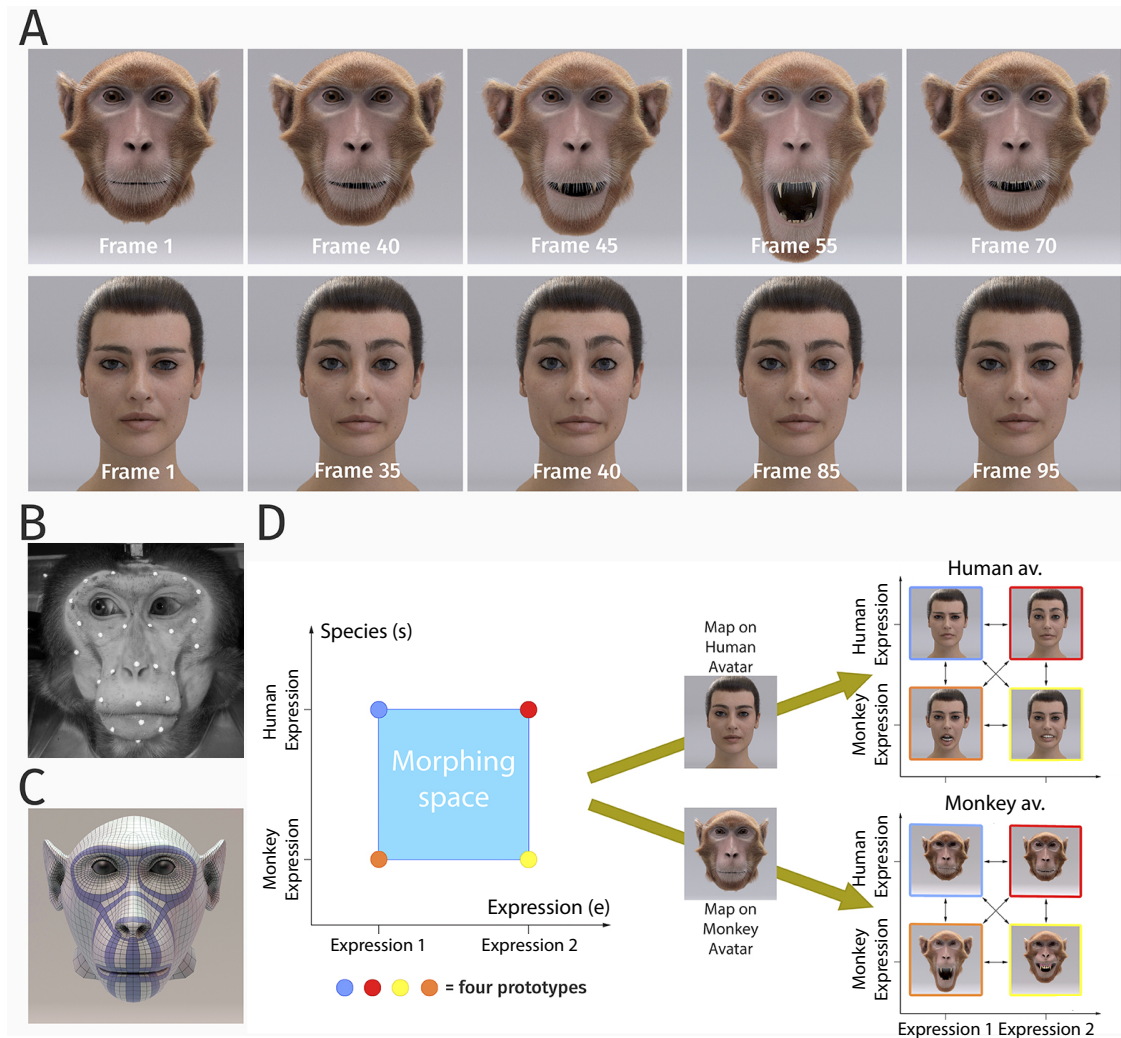 A
Frame 1
Frame 40
Frame 45
Frame 55
Frame 70
Frame 1
Frame 35
Frame 40
Frame 85
Frame 95
B
C
D
Species (s)
Human
Expression
Monkey
Expression
Morphing
space
Expression (e)
Expression 1
Expression 2
= four prototypes
Map on
Human
Avatar
Map on
Monkey
Avatar
Human av.
Human
Expression
Monkey
Expression
Monkey av.
Human
Expression
Monkey
Expression
Expression 1 Expression 2